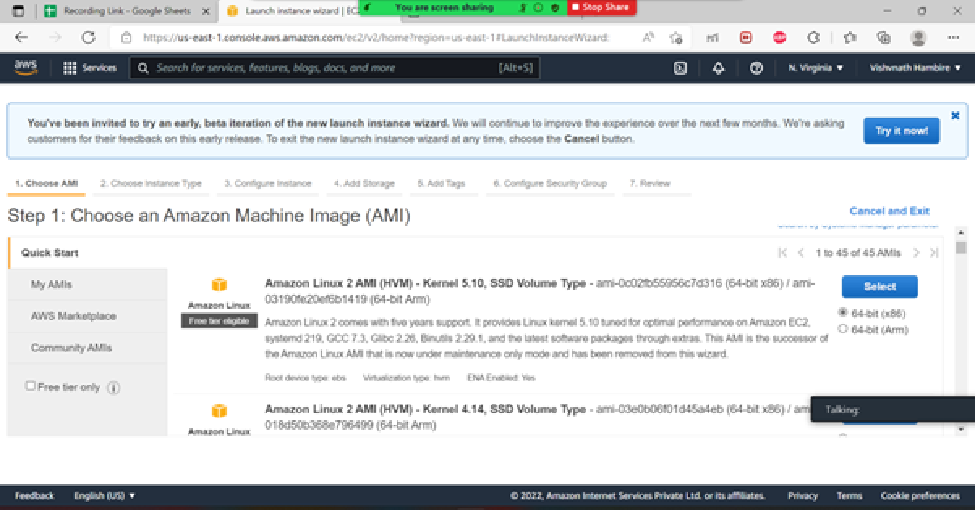 Recording Link - Google Sheets
Launch instance wizard | EC2
You are screen sharing
Stop Share
https://us-east-1.console.aws.amazon.com/ec2/v2/home?region=us-east-1#LaunchInstanceWizard:
aws
Services
Search for services, features, blogs, docs, and more
[Alt+S]
N. Virginia
Vishvnath Hambire
You've been invited to try an early, beta iteration of the new launch instance wizard. We will continue to improve the experience over the next few months. We're asking
customers for their feedback on this early release. To exit the new launch instance wizard at any time, choose the Cancel button.
Try it now!
1. Choose AMI
2. Choose Instance Type
3. Configure Instance
4. Add Storage
5. Add Tags
6. Configure Security Group
7. Review
Step 1: Choose an Amazon Machine Image (AMI)
Cancel and Exit
Search by Systems Manager parameter
Quick Start
1 to 45 of 45 AMIs
My AMIs
AWS Marketplace
Community AMIs
Free tier only
Amazon Linux
Free tier eligible
Amazon Linux 2 AMI (HVM) - Kernel 5.10, SSD Volume Type - ami-0c02fb55956c7d316 (64-bit x86) / ami-
03190fe20ef6b1419 (64-bit Arm)
Amazon Linux 2 comes with five years support. It provides Linux kernel 5.10 tuned for optimal performance on Amazon EC2,
systemd 219, GCC 7.3, Glibc 2.26, Binutils 2.29.1, and the latest software packages through extras. This AMI is the successor of
the Amazon Linux AMI that is now under maintenance only mode and has been removed from this wizard.
Root device type: ebs
Virtualization type: hvm
ENA Enabled: Yes
Select
64-bit (x86)
64-bit (Arm)
Amazon Linux
Amazon Linux 2 AMI (HVM) - Kernel 4.14, SSD Volume Type - ami-03e0b06f01d45a4eb (64-bit x86) / ami
018d50b368e796499 (64-bit Arm)
Talking:
Feedback
English (US)
© 2022, Amazon Internet Services Private Ltd. or its affiliates.
Privacy
Terms
Cookie preferences